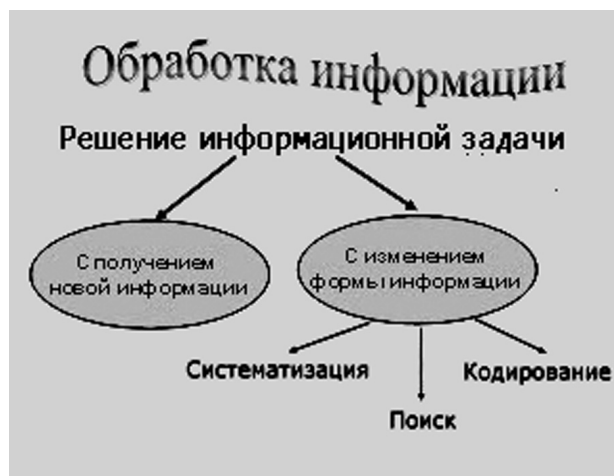 Обработка информации
Решение информационной задачи
С получением
новой информации
С изменением
формы информации
Систематизация
Кодирование
Поиск